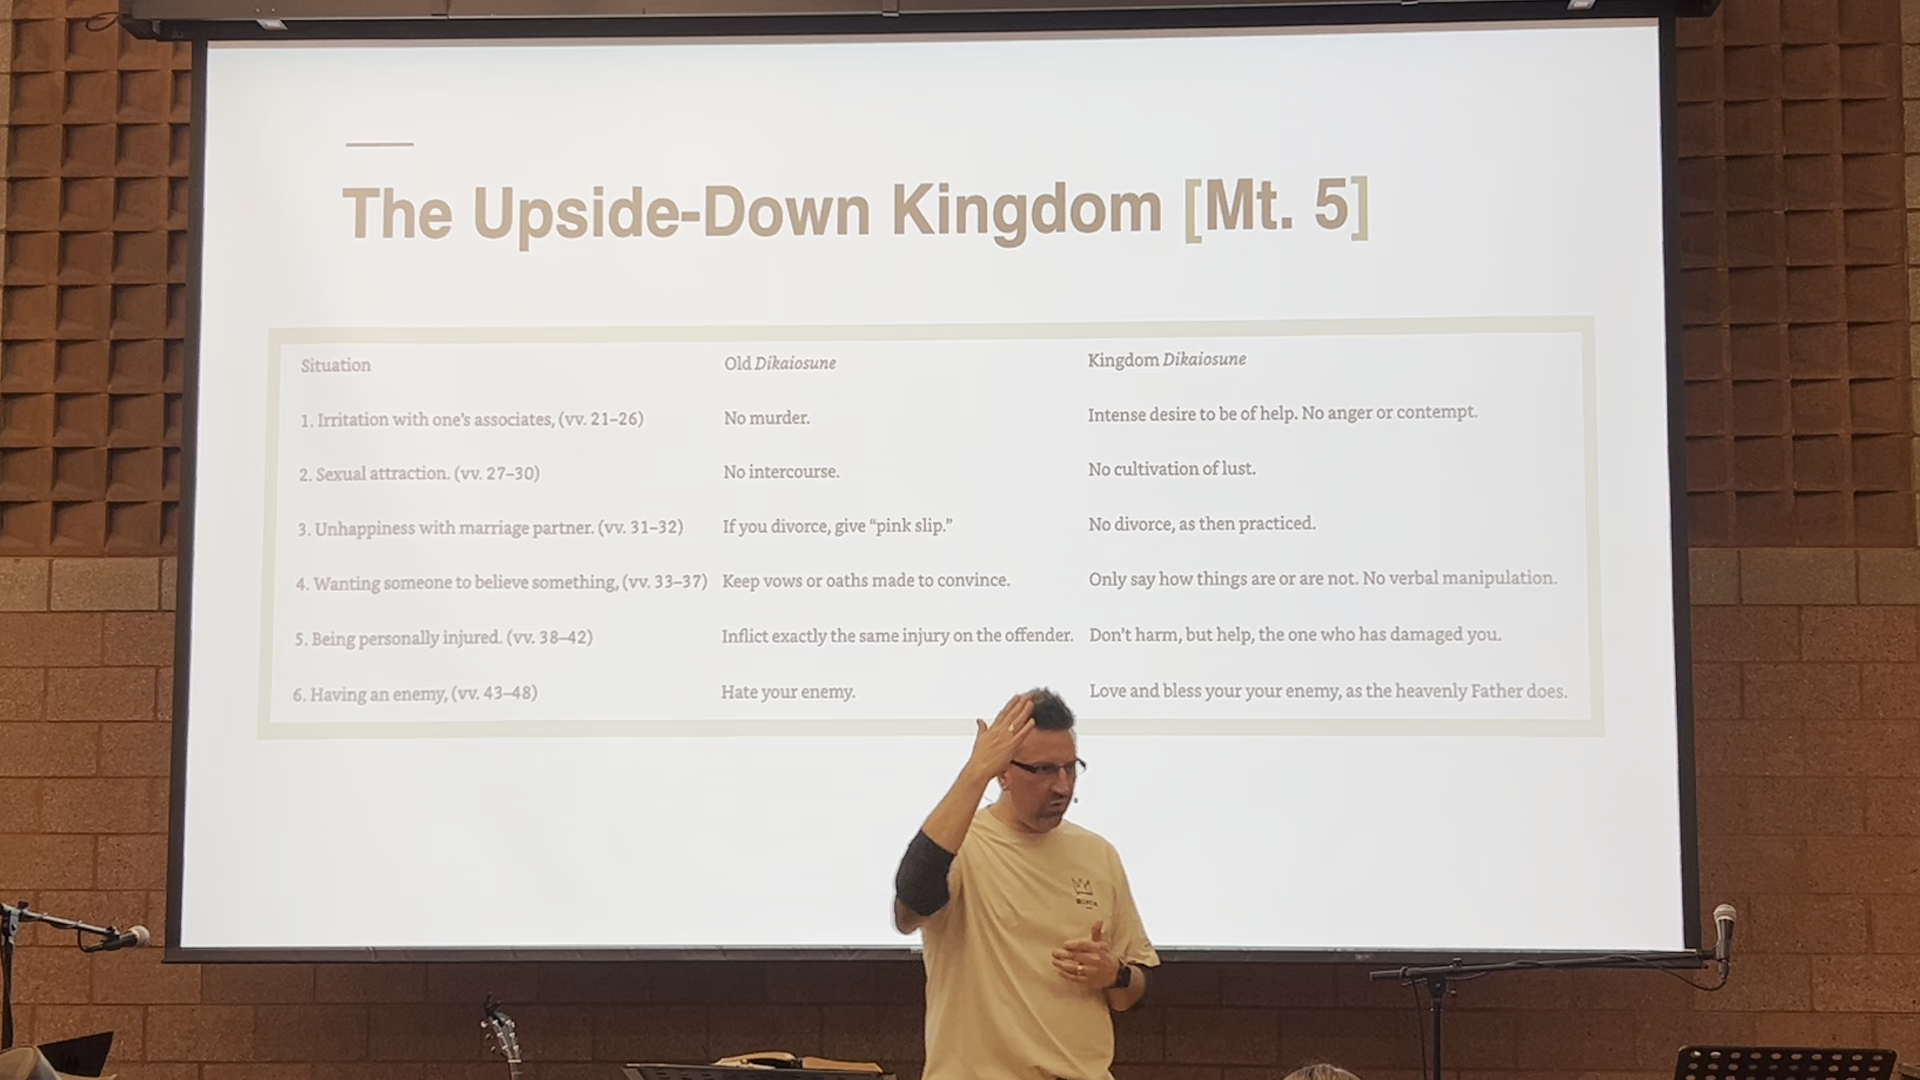 The Upside-Down Kingdom [Mt. 5]
Situation Old Dikaiosune Kingdom Dikaiosune
1. Irritation with one's associates, (vv. 21–26) No murder. Intense desire to be of help. No anger or contempt.
2. Sexual attraction. (vv. 27–30) No intercourse. No cultivation of lust.
3. Unhappiness with marriage partner. (vv. 31–32) If you divorce, give “pink slip.” No divorce, as then practiced.
4. Wanting someone to believe something, (vv. 33–37) Keep vows or oaths made to convince. Only say how things are or are not. No verbal manipulation.
5. Being personally injured. (vv. 38–42) Inflict exactly the same injury on the offender. Don't harm, but help, the one who has damaged you.
6. Having an enemy, (vv. 43–48) Hate your enemy. Love and bless your your enemy, as the heavenly Father does.